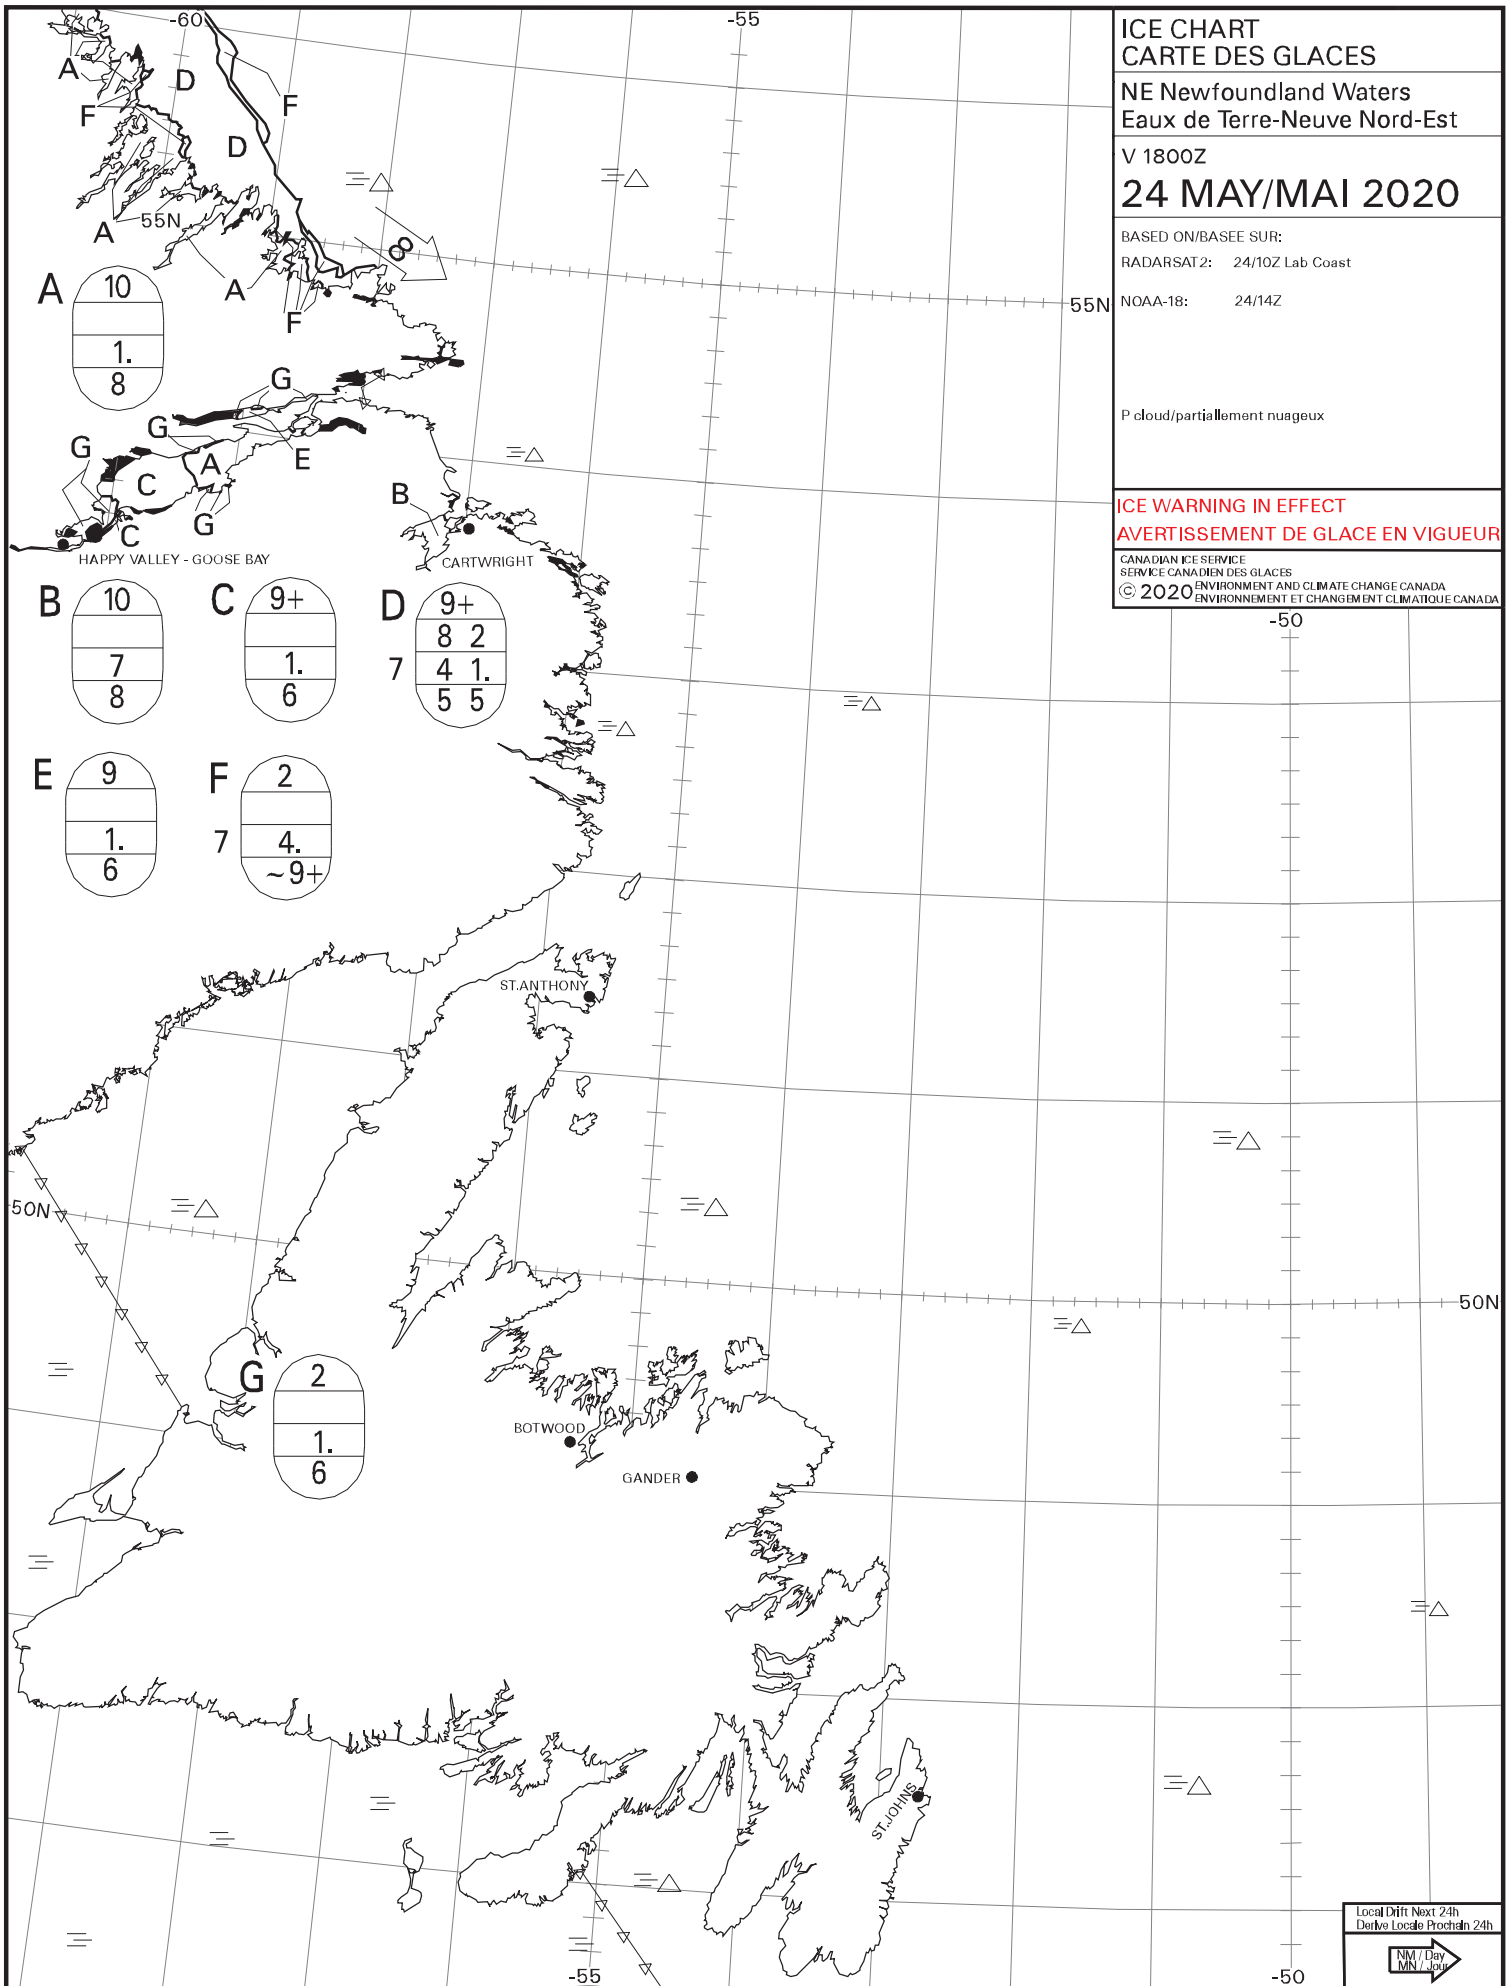 ICE CHART
CARTE DES GLACES
NE Newfoundland Waters
Eaux de Terre-Neuve Nord-Est
V 1800Z
24 MAY/MAI 2020
BASED ON/BASEE SUR:
RADARSAT2: 24/10Z Lab Coast
NOAA-18: 24/14Z
P cloud/partiallement nuageux
ICE WARNING IN EFFECT
AVERTISSEMENT DE GLACE EN VIGUEUR
CANADIAN ICE SERVICE
SERVICE CANADIEN DES GLACES
© 2020 ENVIRONMENT AND CLIMATE CHANGE CANADA
ENVIRONNEMENT ET CHANGEMENT CLIMATIQUE CANADA
-60
-55
A
D
F
F
D
A
55N
A
F
8
55N
A
10
1.
8
G
G
G
A
E
C
B
G
C
HAPPY VALLEY - GOOSE BAY
CARTWRIGHT
B
10
7
8
C
9+
1.
6
D
9+
8 2
7
4 1.
5 5
-50
E
9
1.
6
F
2
7
4.
~9+
ST.ANTHONY
50N
50N
G
2
1.
6
BOTWOOD
GANDER
ST.JOHNS
Local Drift Next 24h
Derive Locale Prochain 24h
NM / Day
MN / Jour
-55
-50